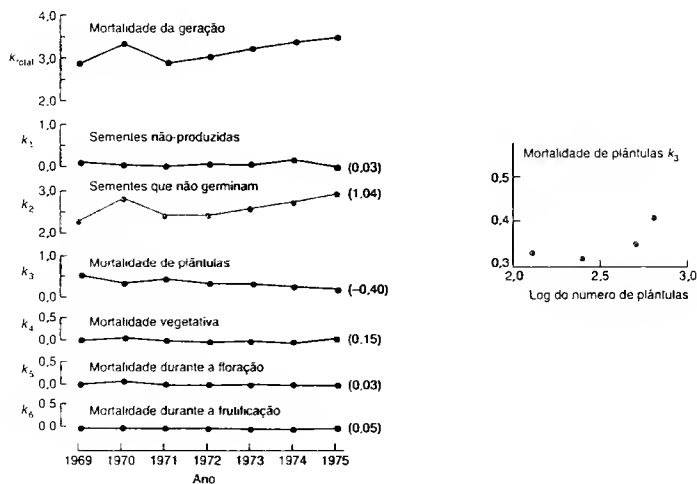 4,0
Mortalidade da geração
k total
3,0
2,0
1,0
k₁
Sementes não-produzidas
0,0
(0,03)
3,0
Sementes que não germinam
(1,04)
k₂
2,0
1,0
Mortalidade de plântulas
k₃
0,0
(–0,40)
0,5
Mortalidade vegetativa
k₄
0,0
(0,15)
0,5
Mortalidade durante a floração
k₅
0,0
(0,03)
0,5
Mortalidade durante a frutificação
k₆
0,0
(0,05)
1969 1970 1971 1972 1973 1974 1975
Ano
Mortalidade de plântulas k₃
0,5
0,4
0,3
2,0 2,5 3,0
Log do numero de plântulas